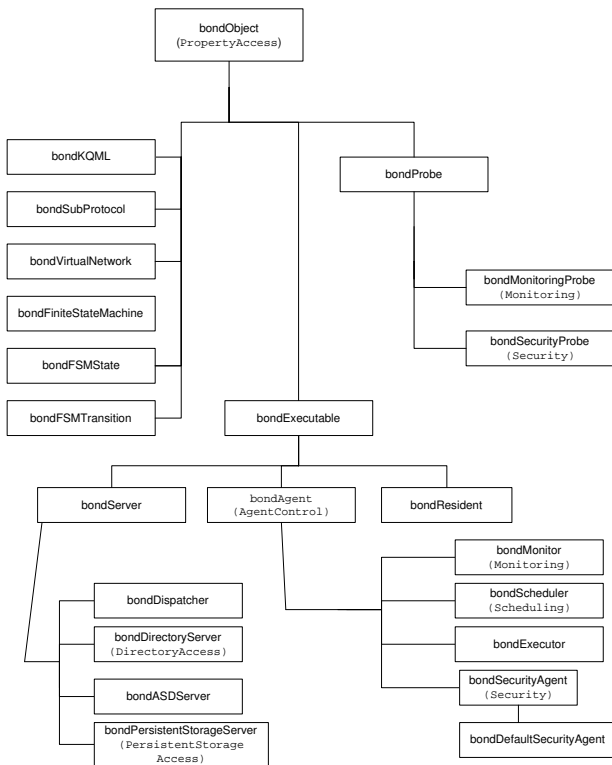 bondObject
(PropertyAccess)
bondKQML
bondProbe
bondSubProtocol
bondVirtualNetwork
bondMonitoringProbe
(Monitoring)
bondFiniteStateMachine
bondSecurityProbe
(Security)
bondFSMState
bondFSMTransition
bondExecutable
bondServer
bondAgent
(AgentControl)
bondResident
bondMonitor
(Monitoring)
bondDispatcher
bondScheduler
(Scheduling)
bondDirectoryServer
(DirectoryAccess)
bondExecutor
bondASDServer
bondSecurityAgent
(Security)
bondPersistentStorageServer
(PersistentStorage
Access)
bondDefaultSecurityAgent